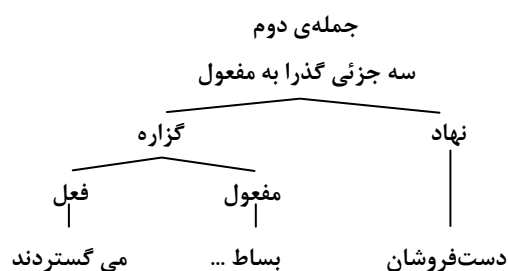 جمله‌ی دوم
سه جزئی گذرا به مفعول
نهاد گزاره
مفعول فعل
دست‌فروشان بساط ... می گستردند